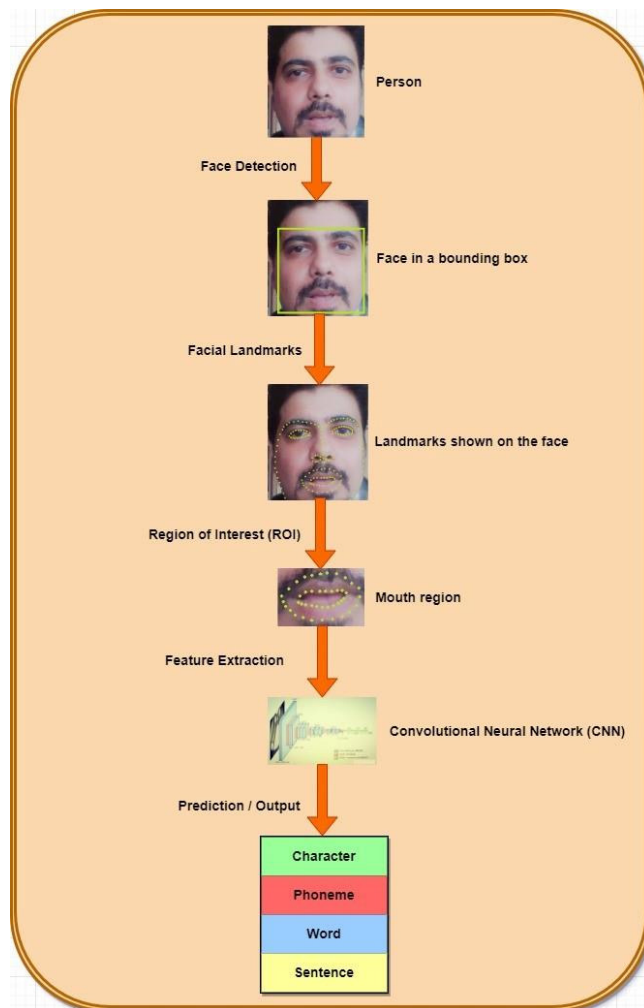 Person
Face Detection
Face in a bounding box
Facial Landmarks
Landmarks shown on the face
Region of Interest (ROI)
Mouth region
Feature Extraction
Convolutional Neural Network (CNN)
Prediction / Output
Character
Phoneme
Word
Sentence